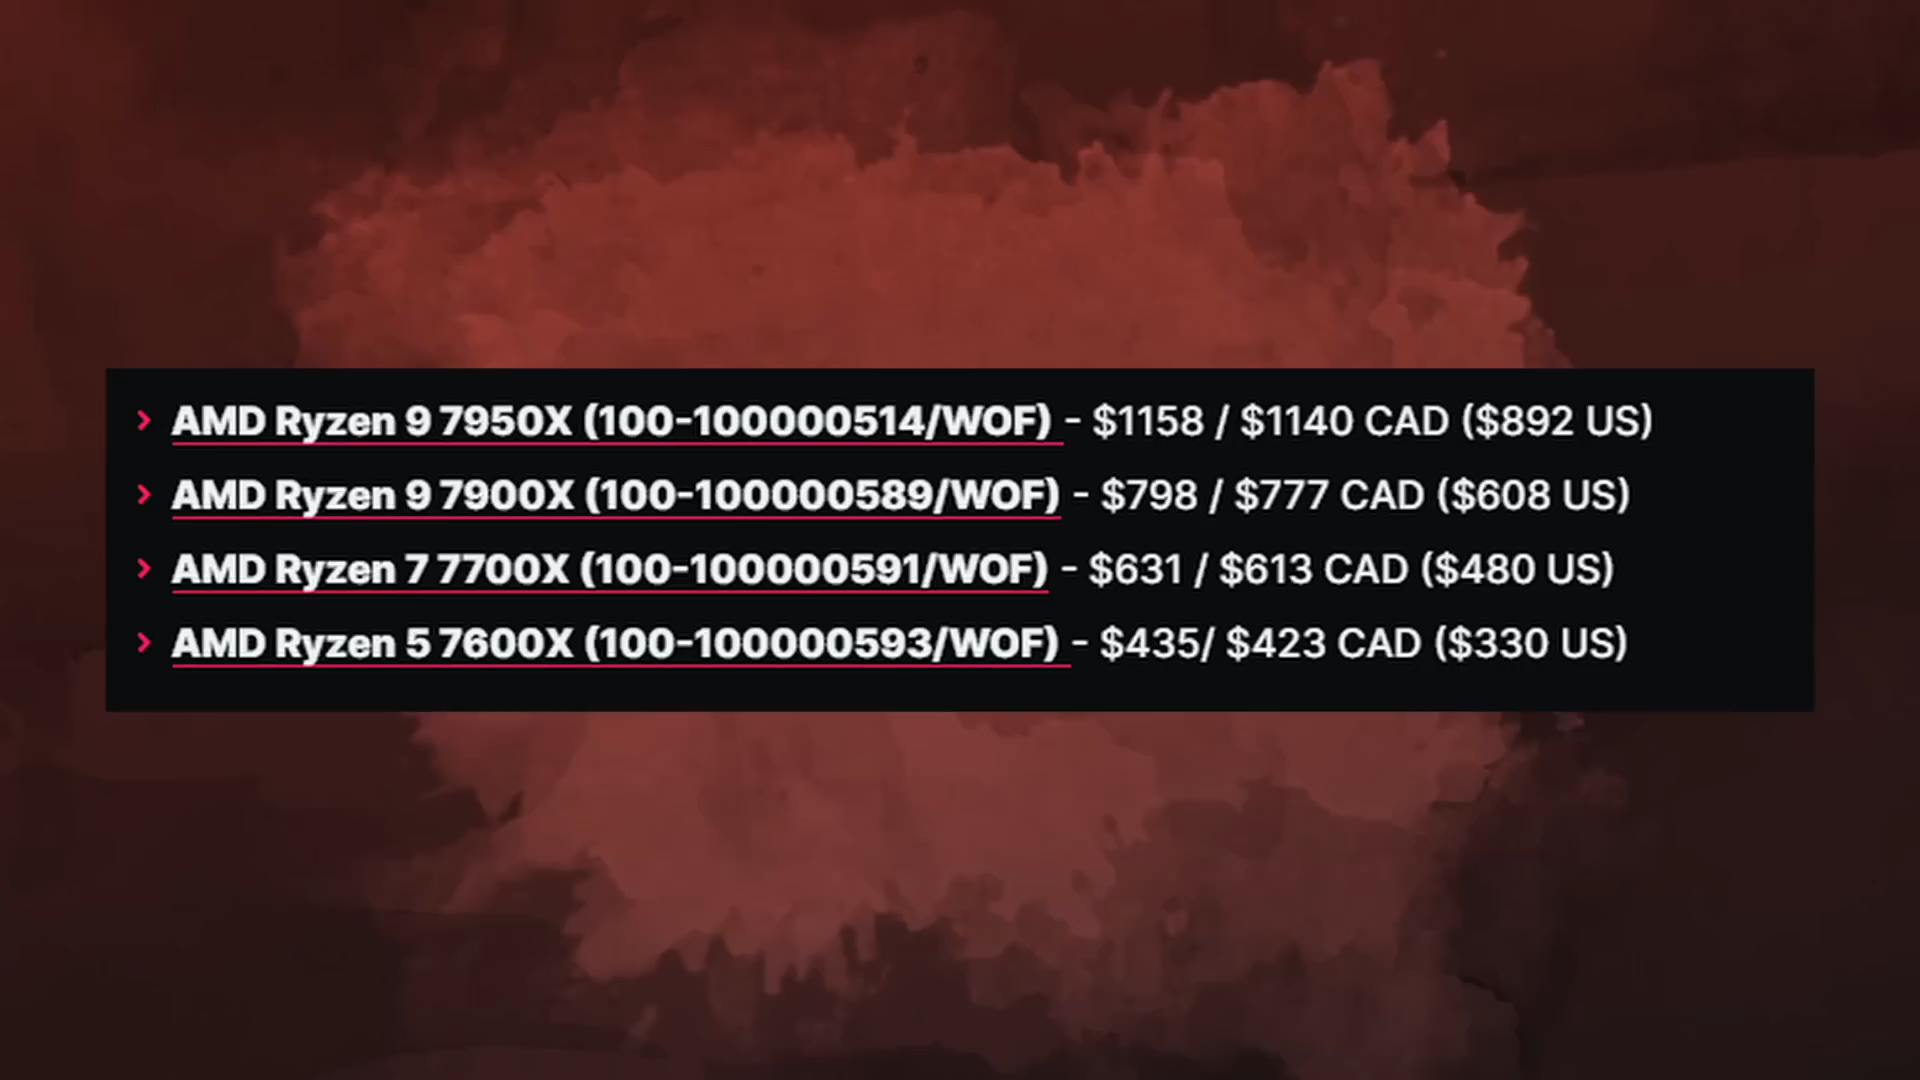 AMD Ryzen 9 7950X (100-100000514/WOF) - $1158 / $1140 CAD ($892 US)
AMD Ryzen 9 7900X (100-100000589/WOF) - $798 / $777 CAD ($608 US)
AMD Ryzen 7 7700X (100-100000591/WOF) - $631 / $613 CAD ($480 US)
AMD Ryzen 5 7600X (100-100000593/WOF) - $435/ $423 CAD ($330 US)